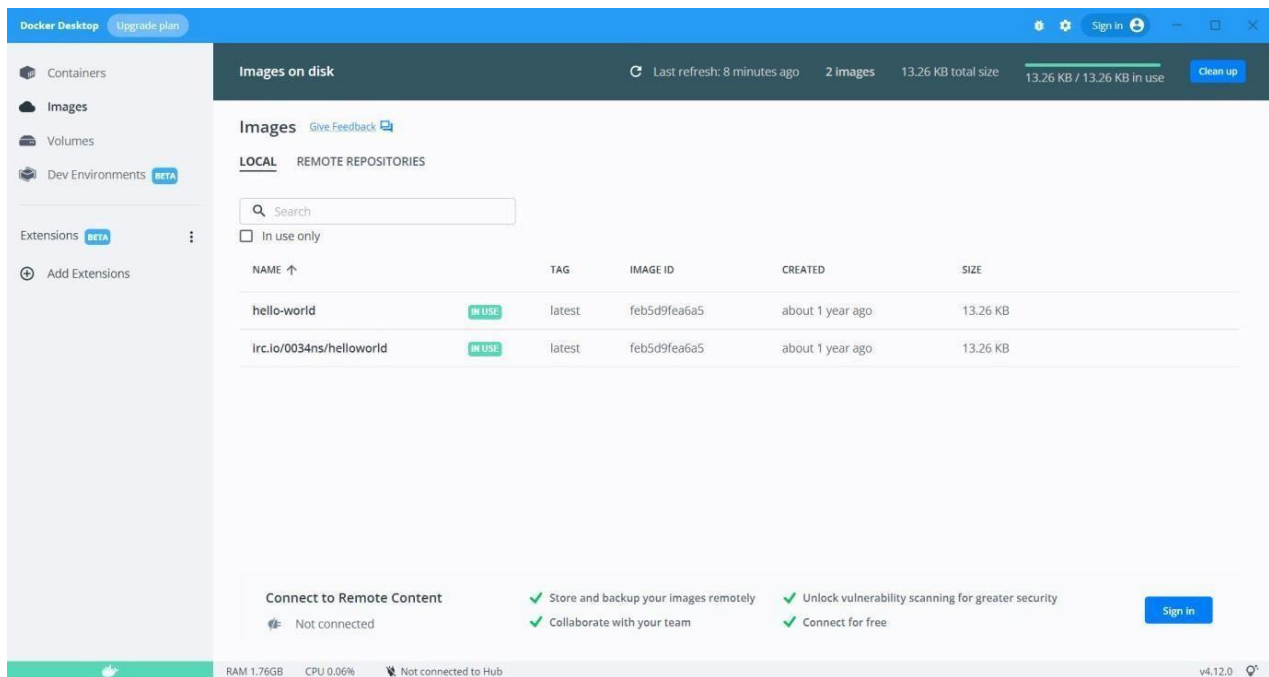 Docker Desktop Upgrade plan Sign in
Containers
Images
Volumes
Dev Environments BETA
Extensions BETA
Add Extensions
Images on disk Last refresh: 8 minutes ago 2 images 13.26 KB total size 13.26 KB / 13.26 KB in use Clean up
Images Give Feedback
LOCAL REMOTE REPOSITORIES
Search
In use only
NAME TAG IMAGE ID CREATED SIZE
hello-world IN USE latest feb5d9fea6a5 about 1 year ago 13.26 KB
irc.io/0034ns/helloworld IN USE latest feb5d9fea6a5 about 1 year ago 13.26 KB
Connect to Remote Content
Not connected
Store and backup your images remotely
Collaborate with your team
Unlock vulnerability scanning for greater security
Connect for free
Sign in
RAM 1.76GB CPU 0.06% Not connected to Hub v4.12.0